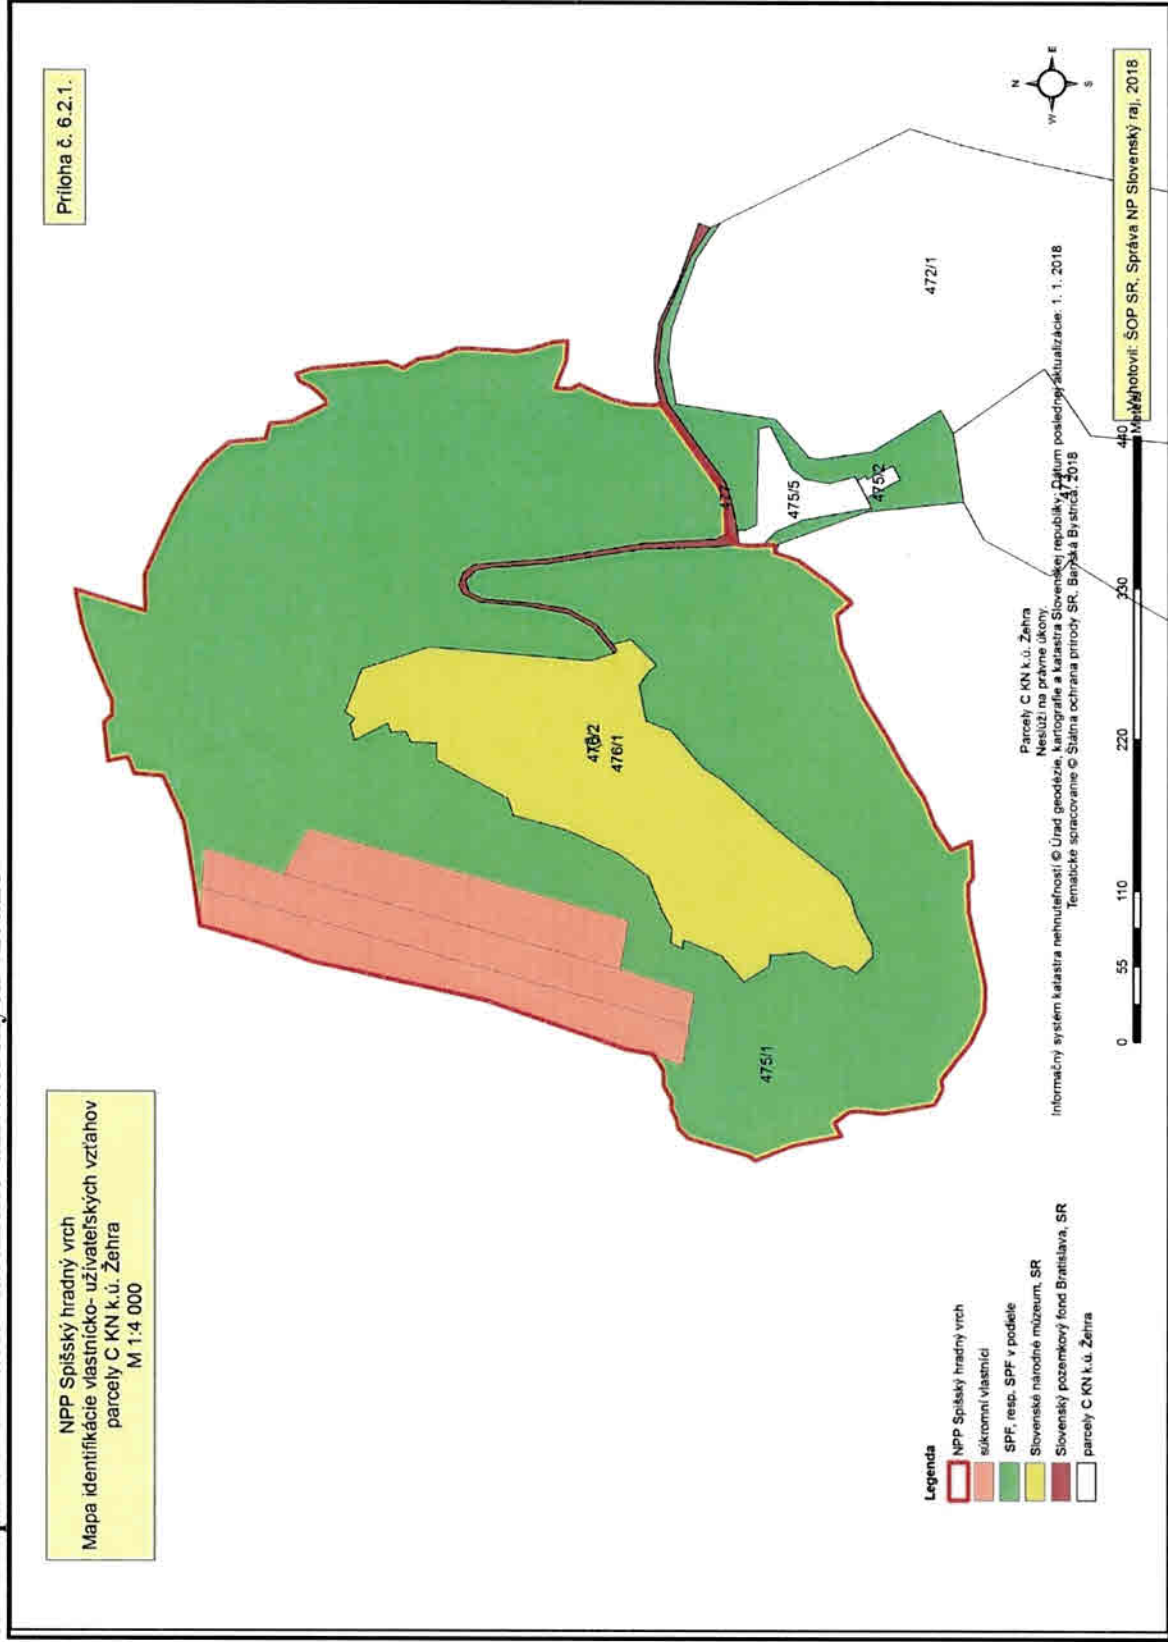 Príloha č. 6.2.1.
NPP Spišský hradný vrch
Mapa identifikácie vlastnícko- užívateľských vzťahov
parcely C KN k.ú. Žehra
M 1:4 000
472/1
477
475/5
475/2
476/2
476/1
475/1
N
W
E
S
Legenda
NPP Spišský hradný vrch
súkromní vlastníci
SPF, resp. SPF v podiele
Slovenské národné múzeum, SR
Slovenský pozemkový fond Bratislava, SR
parcely C KN k.ú. Žehra
Parcely C KN k.ú. Žehra
Neslúži na právne úkony.
Informačný systém katastra nehnuteľností © Úrad geodézie, kartografie a katastra Slovenskej republiky. Dátum poslednej aktualizácie: 1. 1. 2018
Tematické spracovanie © Štátna ochrana prírody SR, Banská Bystrica, 2018
0 55 110 220 330 440
Vyhotovil: ŠOP SR, Správa NP Slovenský raj, 2018